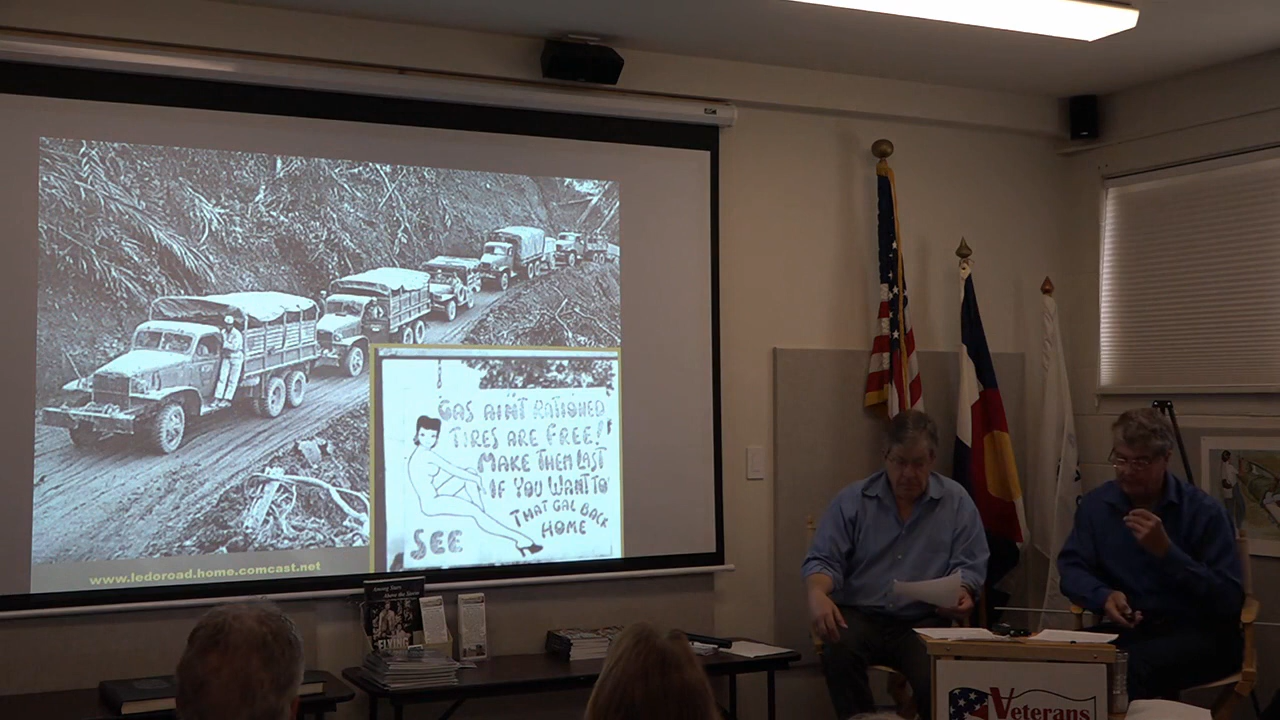 GAS AIN'T RATIONED
TIRES ARE FREE!
MAKE THEM LAST
IF YOU WANT TO
SEE
THAT GAL BACK
HOME
www.ledoroad.home.comcast.net
FLYING
Veterans